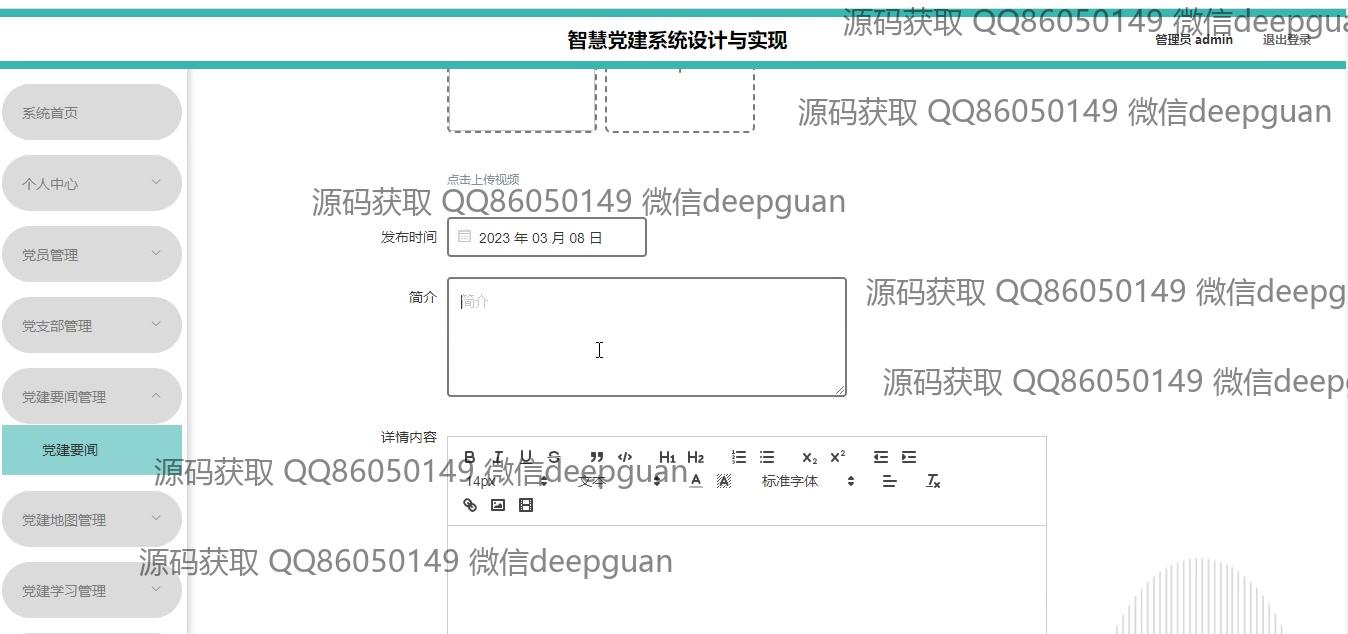 源码获取 QQ86050149 微信deepgua
智慧党建系统设计与实现
管理员 admin
退出登录
系统首页
源码获取 QQ86050149 微信deepguan
个人中心
点击上传视频
源码获取 QQ86050149 微信deepguan
发布时间
2023 年 03 月 08 日
党员管理
简介
简介
源码获取 QQ86050149 微信deepg
党支部管理
源码获取 QQ86050149 微信deep
党建要闻管理
党建要闻
详情内容
B I U S ” </> H1 H2 X2 X2
源码获取 QQ86050149 微信deepguan
14px 文本 A A 标准字体 Tx
党建地图管理
源码获取 QQ86050149 微信deepguan
党建学习管理